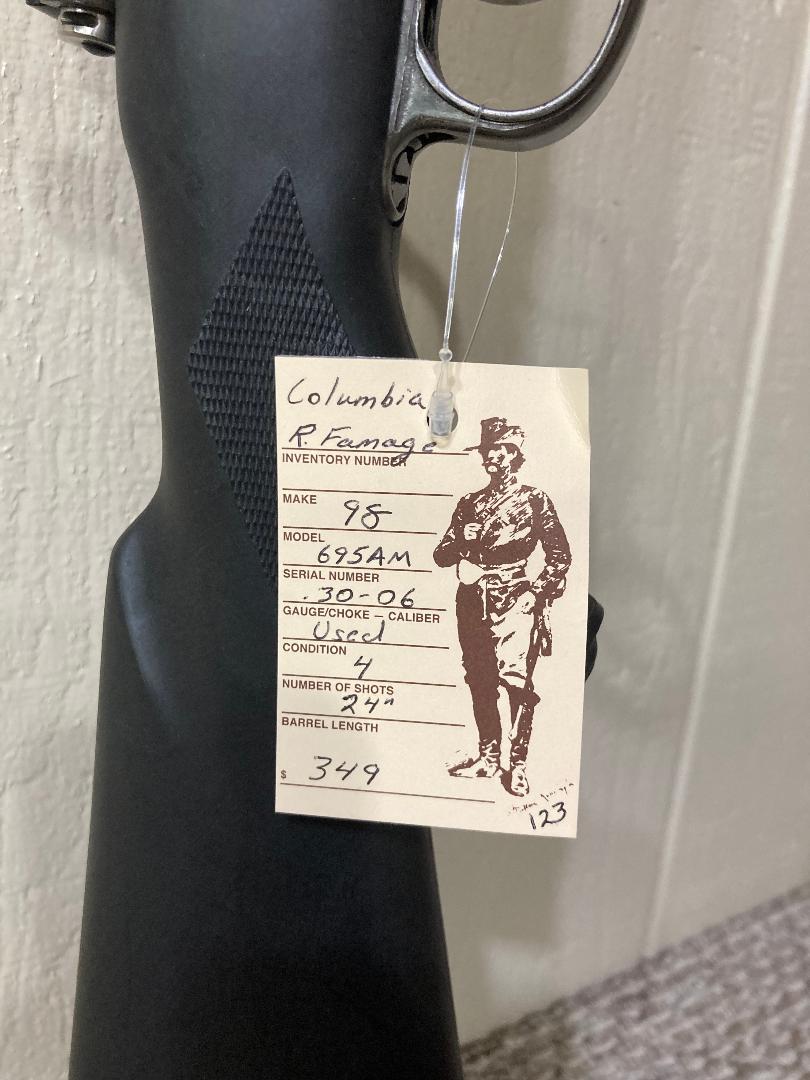 Columbia
R. Famage
INVENTORY NUMBER
MAKE
98
MODEL
695AM
SERIAL NUMBER
.30-06
GAUGE/CHOKE – CALIBER
Used
CONDITION
4
NUMBER OF SHOTS
24"
BARREL LENGTH
$ 349
123